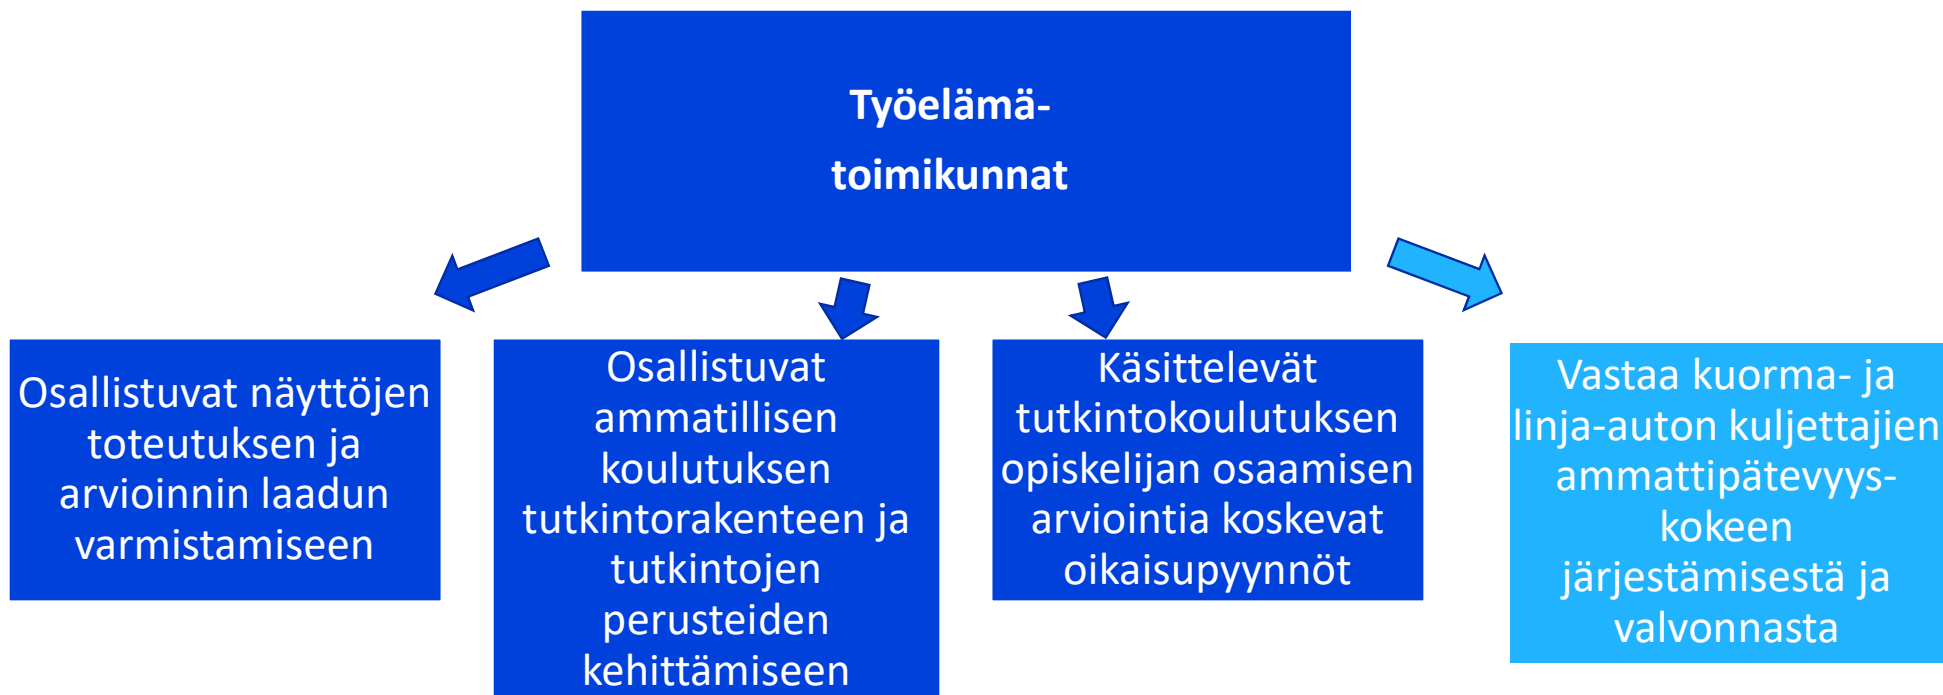 Työelämä-
toimikunnat
Osallistuvat näyttöjen
toteutuksen ja
arvioinnin laadun
varmistamiseen
Osallistuvat
ammatillisen
koulutuksen
tutkintorakenteen ja
tutkintojen
perusteiden
kehittämiseen
Käsittelevät
tutkintokoulutuksen
opiskelijan osaamisen
arviointia koskevat
oikaisupyynnöt
Vastaa kuorma- ja
linja-auton kuljettajien
ammattipätevyys-
kokeen
järjestämisestä ja
valvonnasta